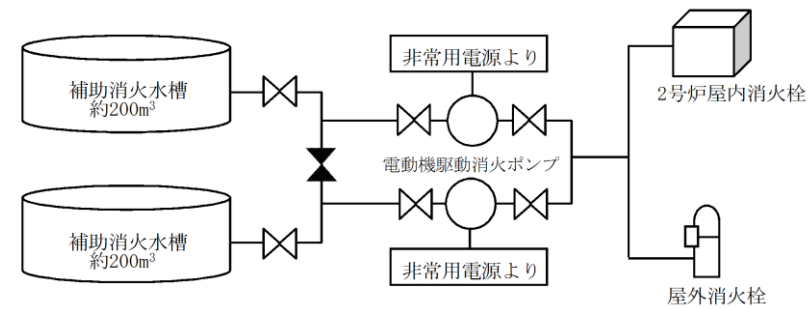 非常用電源より
補助消火水槽
約200m³
2号炉屋内消火栓
電動機駆動消火ポンプ
補助消火水槽
約200m³
非常用電源より
屋外消火栓